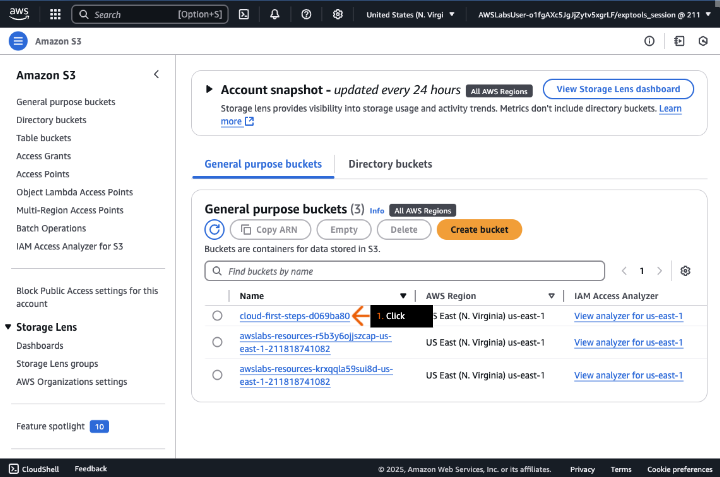 aws
Search
[Option+S]
United States (N. Virgi
AWSLabsUser-o1fgAXc5JgJjZytv5xgrLF/exptools_session @ 211
Amazon S3
Amazon S3
General purpose buckets
Directory buckets
Table buckets
Access Grants
Access Points
Object Lambda Access Points
Multi-Region Access Points
Batch Operations
IAM Access Analyzer for S3
Block Public Access settings for this
account
Storage Lens
Dashboards
Storage Lens groups
AWS Organizations settings
Feature spotlight 10
Account snapshot - updated every 24 hours All AWS Regions
View Storage Lens dashboard
Storage lens provides visibility into storage usage and activity trends. Metrics don't include directory buckets. Learn
more
General purpose buckets
Directory buckets
General purpose buckets (3) Info All AWS Regions
Copy ARN
Empty
Delete
Create bucket
Buckets are containers for data stored in S3.
Find buckets by name
1
Name
AWS Region
IAM Access Analyzer
cloud-first-steps-d069ba80
1. Click
S East (N. Virginia) us-east-1
View analyzer for us-east-1
awslabs-resources-r5b3y6ojjszcap-us-
east-1-211818741082
US East (N. Virginia) us-east-1
View analyzer for us-east-1
awslabs-resources-krxqqla59sui8d-us-
east-1-211818741082
US East (N. Virginia) us-east-1
View analyzer for us-east-1
CloudShell
Feedback
© 2025, Amazon Web Services, Inc. or its affiliates.
Privacy
Terms
Cookie preferences